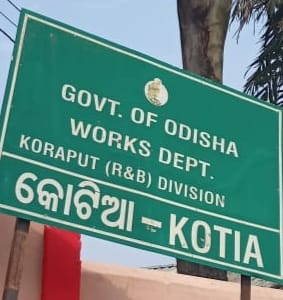 GOVT. OF ODISHA
WORKS DEPT.
KORAPUT (R&B) DIVISION
କୋଟିଆ – KOTIA